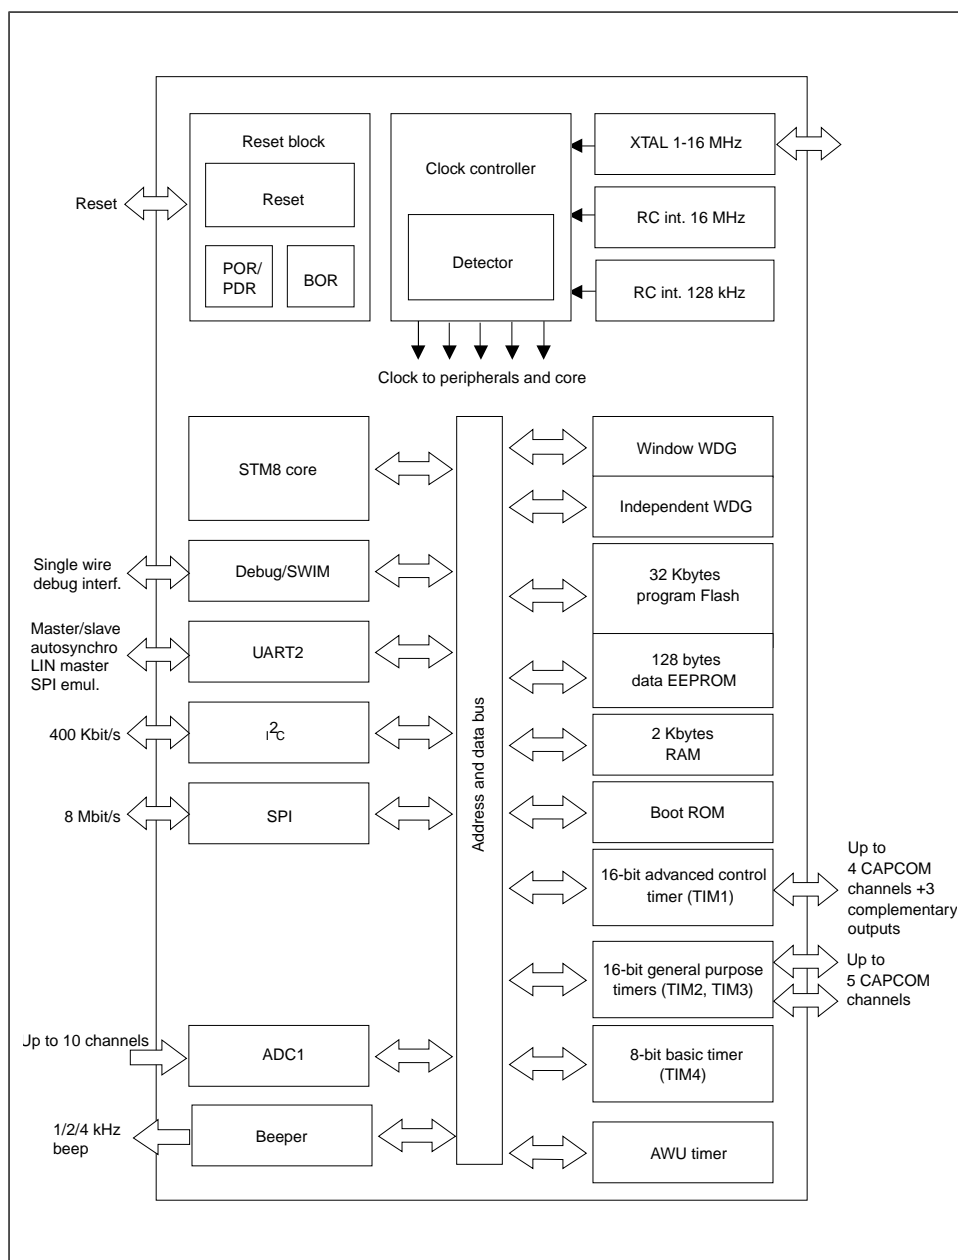 Reset block
Reset
POR/
PDR
BOR
Reset
Clock controller
Detector
XTAL 1-16 MHz
RC int. 16 MHz
RC int. 128 kHz
Clock to peripherals and core
STM8 core
Single wire
debug interf.
Debug/SWIM
Master/slave
autosynchro
LIN master
SPI emul.
UART2
400 Kbit/s
I2C
8 Mbit/s
SPI
Up to 10 channels
ADC1
1/2/4 kHz
beep
Beeper
Address and data bus
Window WDG
Independent WDG
32 Kbytes
program Flash
128 bytes
data EEPROM
2 Kbytes
RAM
Boot ROM
16-bit advanced control
timer (TIM1)
Up to
4 CAPCOM
channels +3
complementary
outputs
16-bit general purpose
timers (TIM2, TIM3)
Up to
5 CAPCOM
channels
8-bit basic timer
(TIM4)
AWU timer